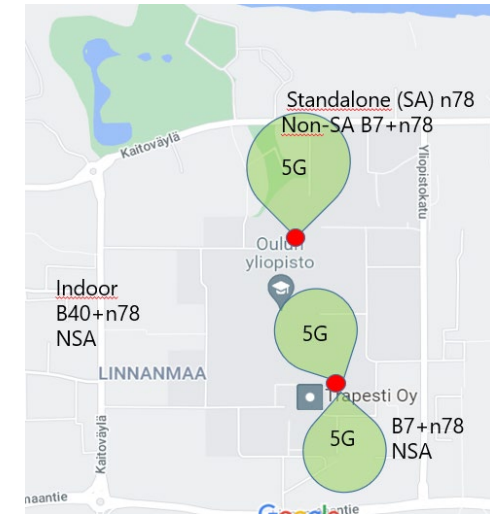 Standalone (SA) n78
Non-SA B7+n78
Kaitoväylä
5G
Yliopistokatu
Oulun
yliopisto
Indoor
B40+n78
NSA
5G
LINNANMAA
Trapesti Oy
B7+n78
NSA
5G
Kaitoväylä
naantie
Google
ntie